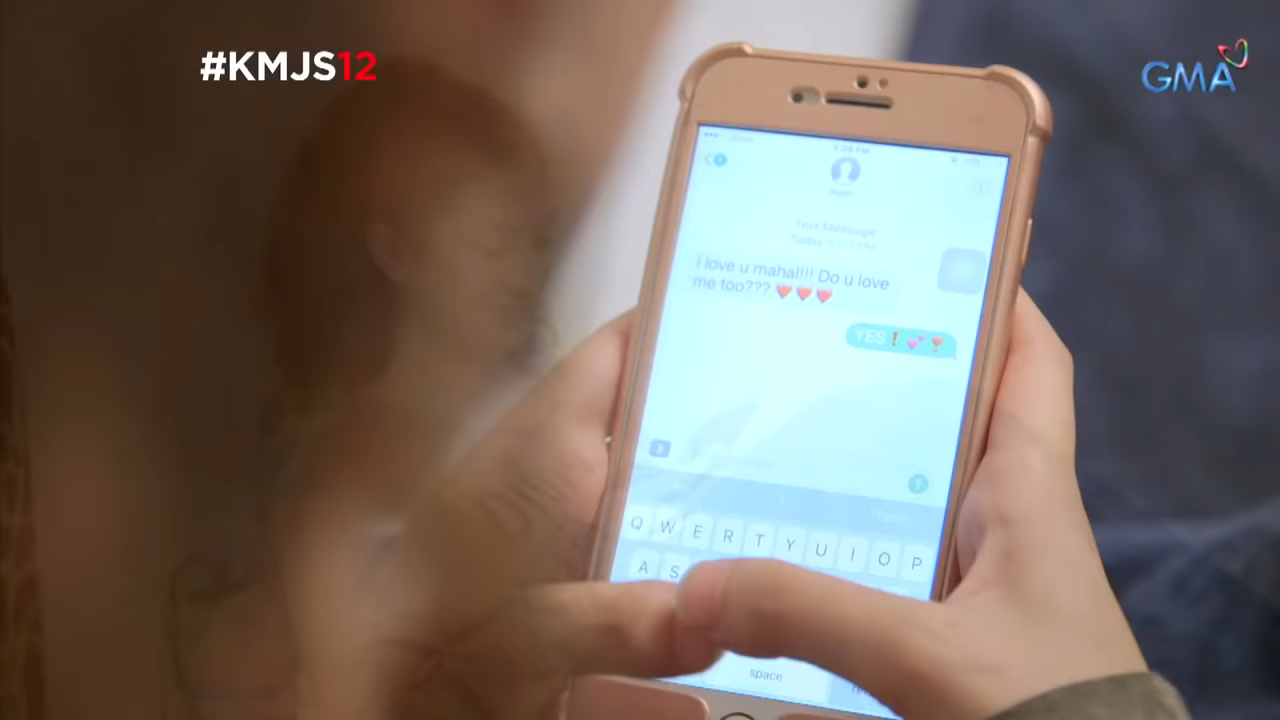 #KMJS12
GMA
Text Message
i love u mahal!!! Do u love
me too??? ❤❤❤
YES❗💕❣
Q W E R T Y U I O P
A S
space